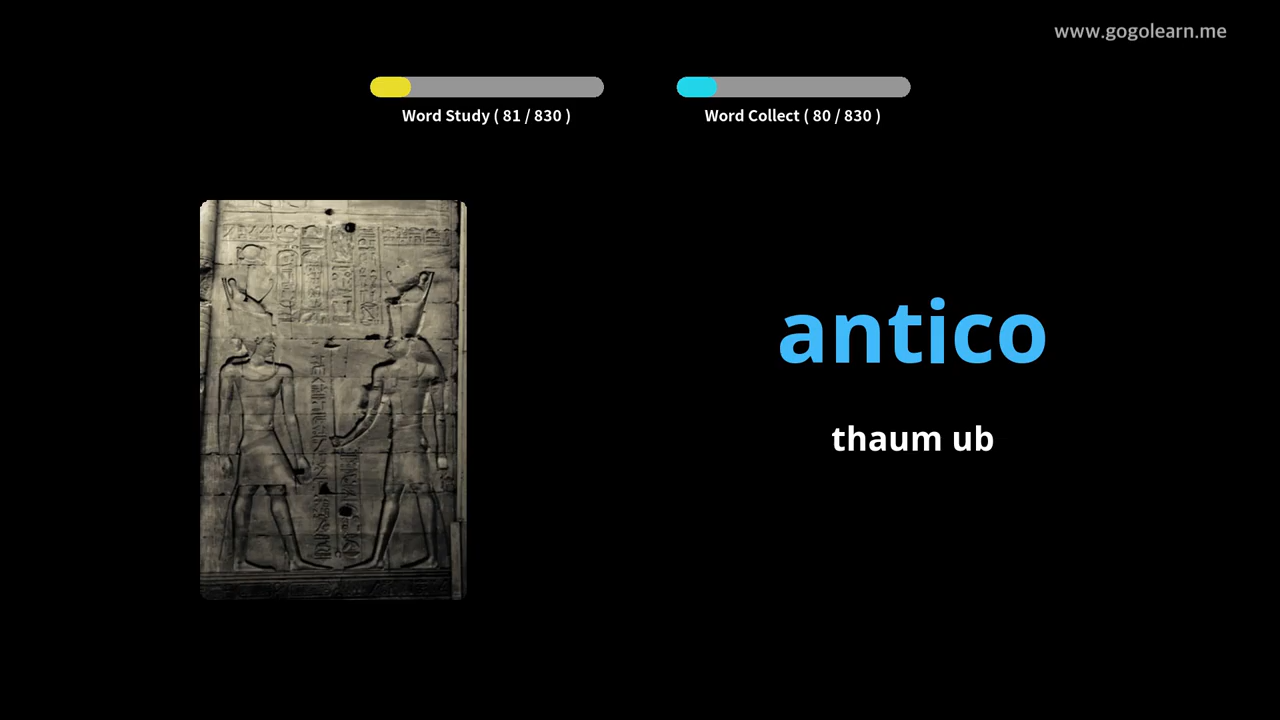 www.gogolearn.me
Word Study ( 81 / 830 )
Word Collect ( 80 / 830 )
antico
thaum ub